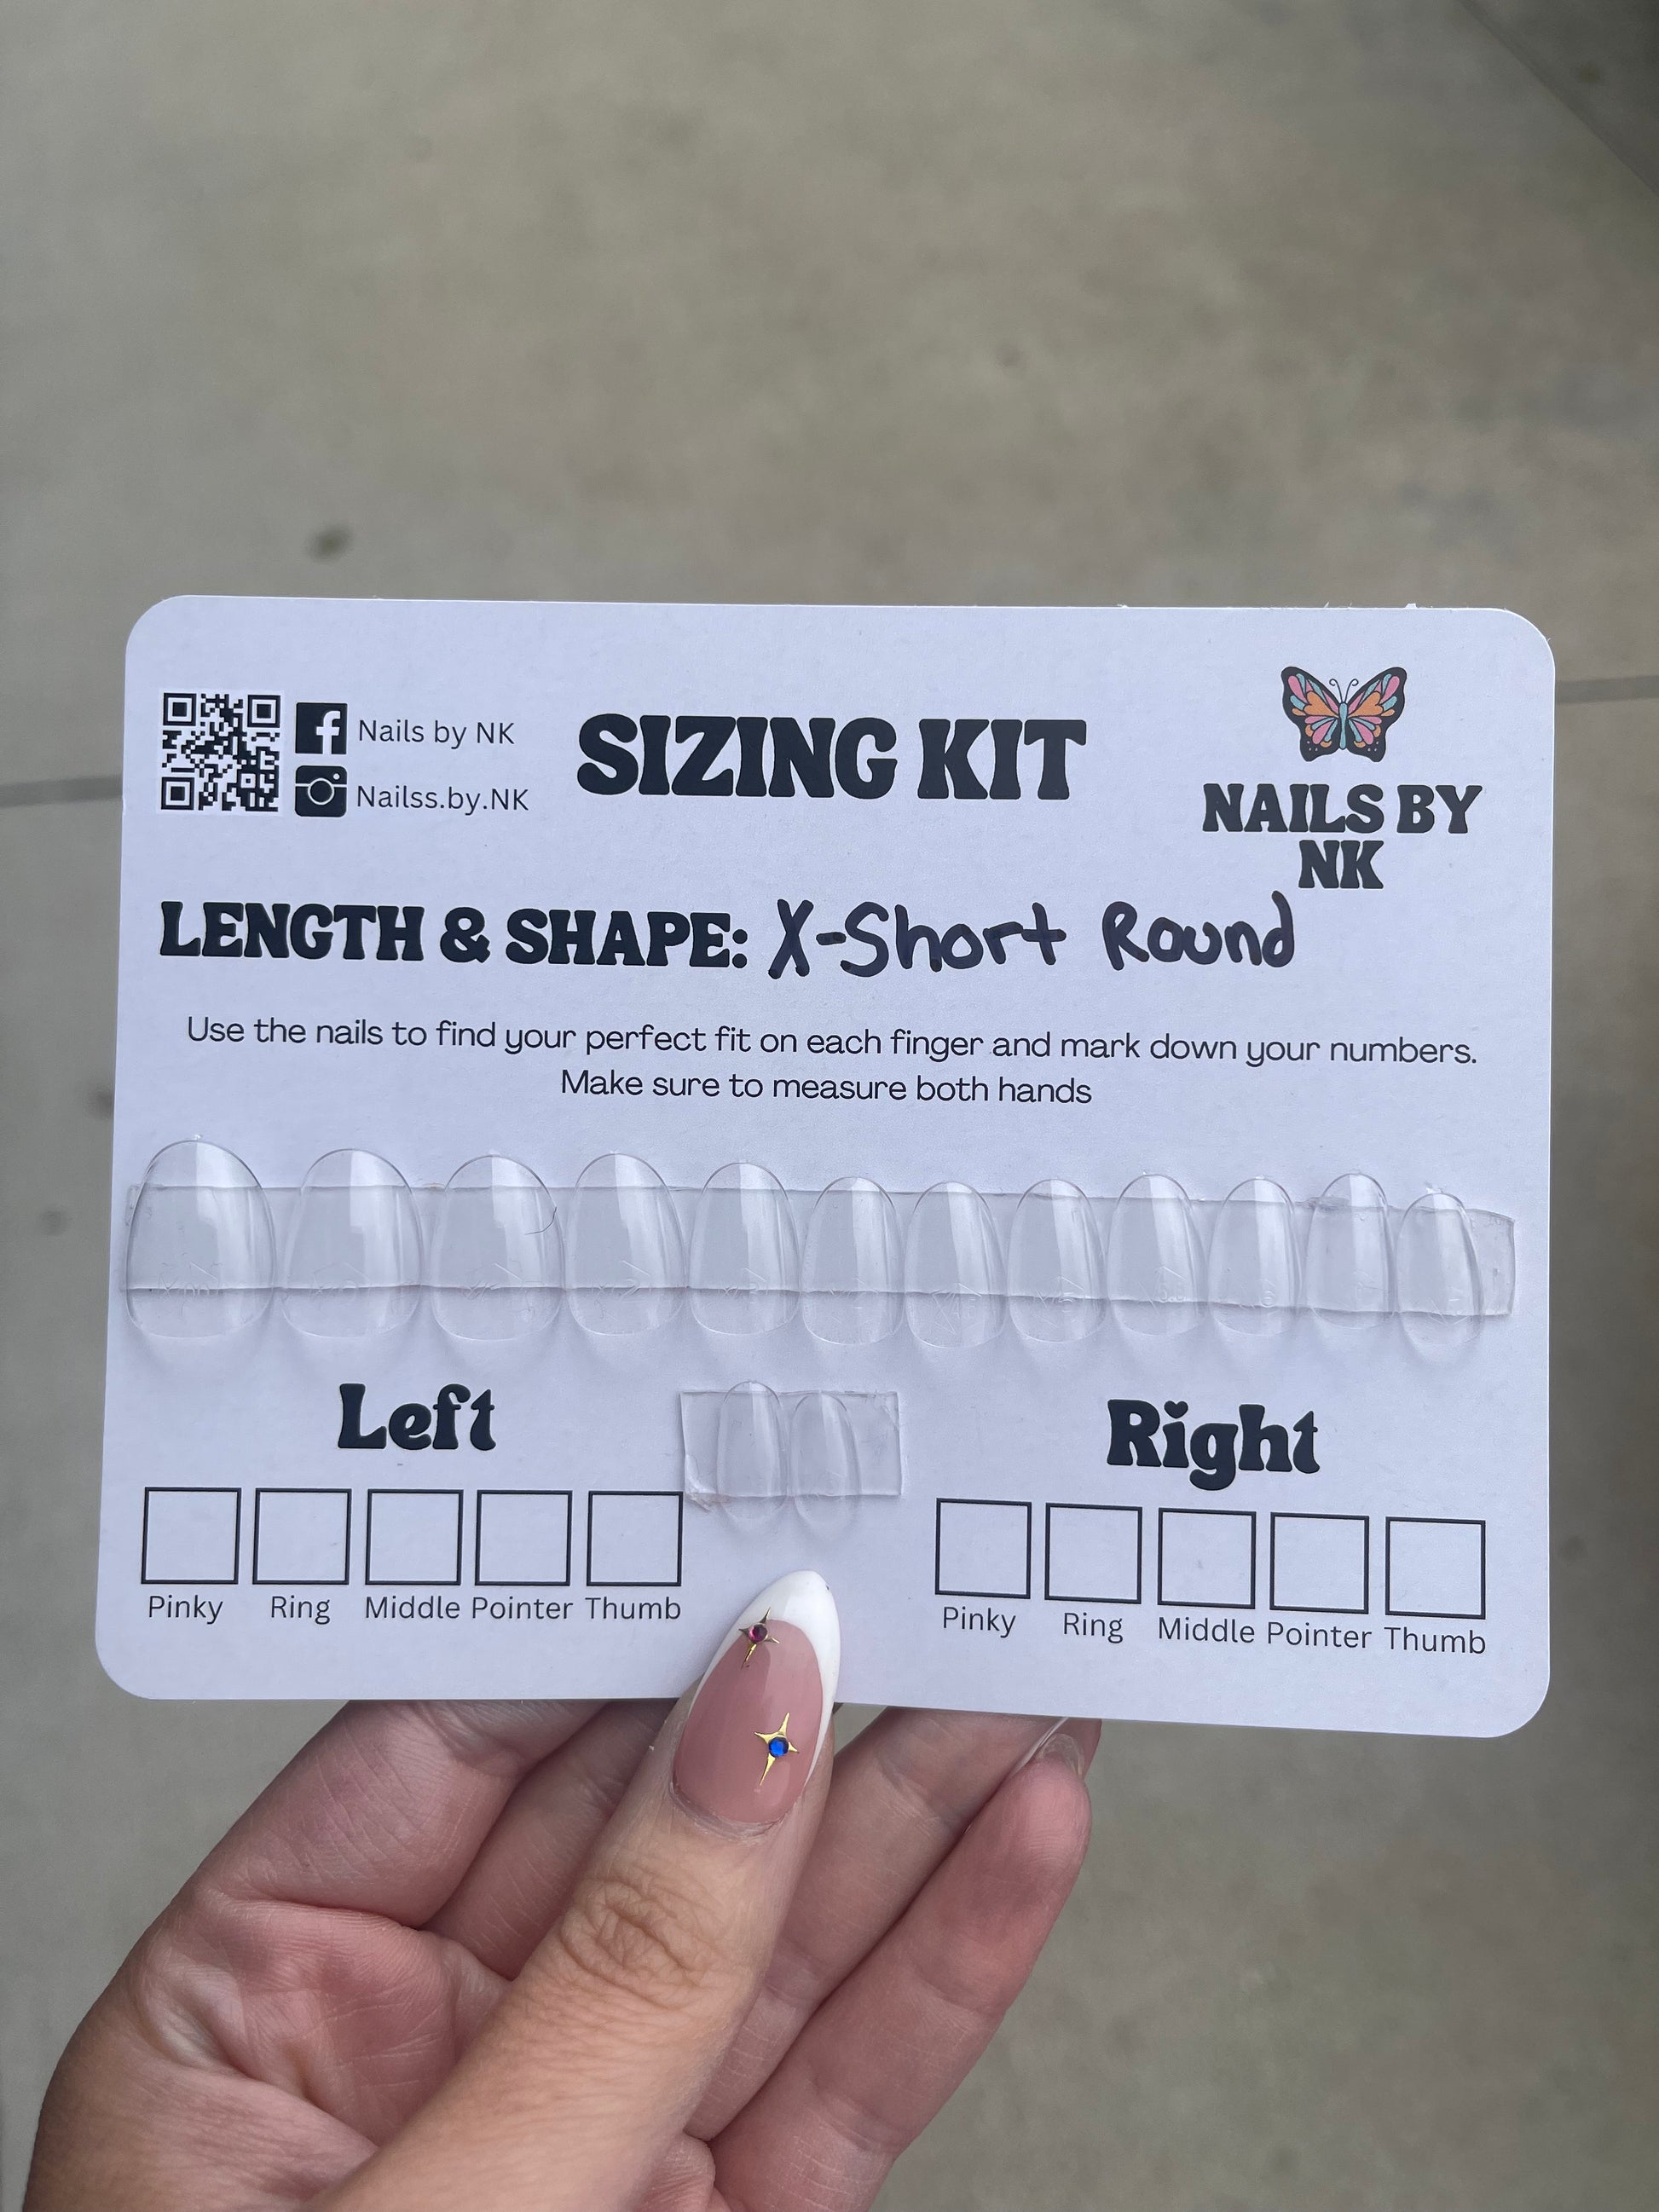 Nails by NK
Nailss.by.NK
SIZING KIT
NAILS BY
NK
LENGTH & SHAPE: X-Short Round
Use the nails to find your perfect fit on each finger and mark down your numbers.
Make sure to measure both hands
Left
Right
Pinky Ring Middle Pointer Thumb
Pinky Ring Middle Pointer Thumb